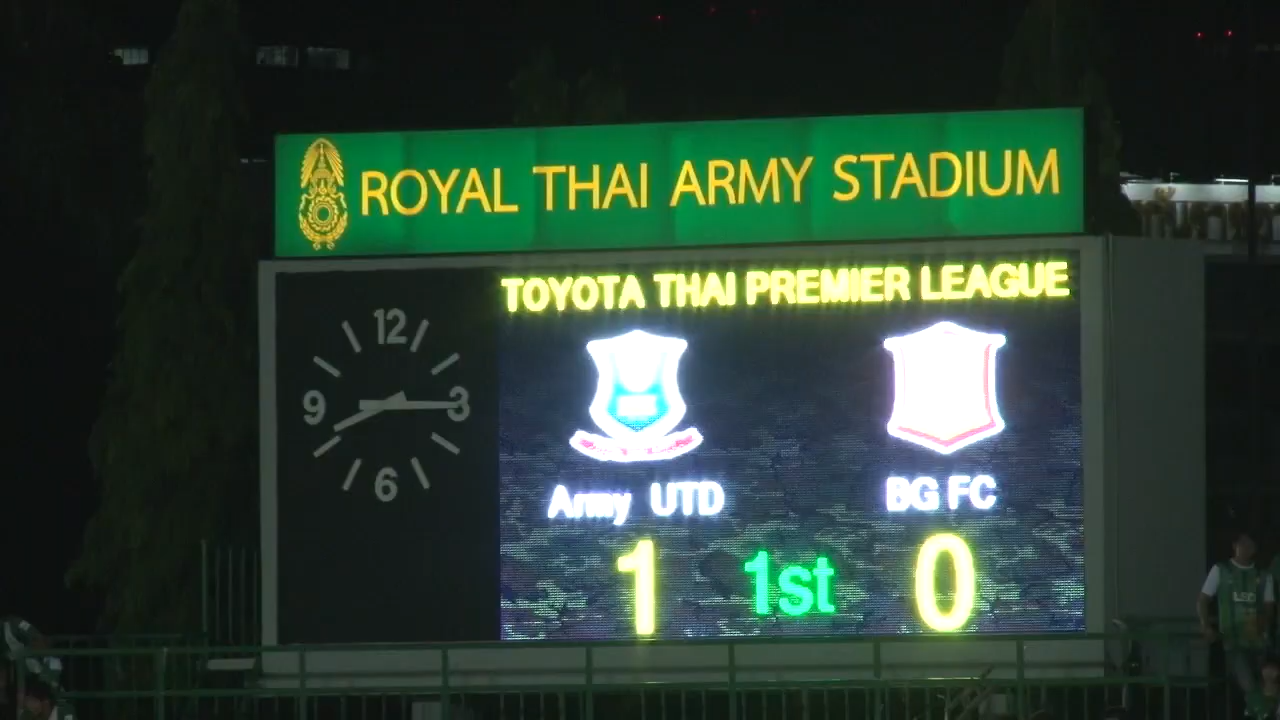 ROYAL THAI ARMY STADIUM
TOYOTA THAI PREMIER LEAGUE
12
9 3
6
Army UTD BG FC
1 1st 0